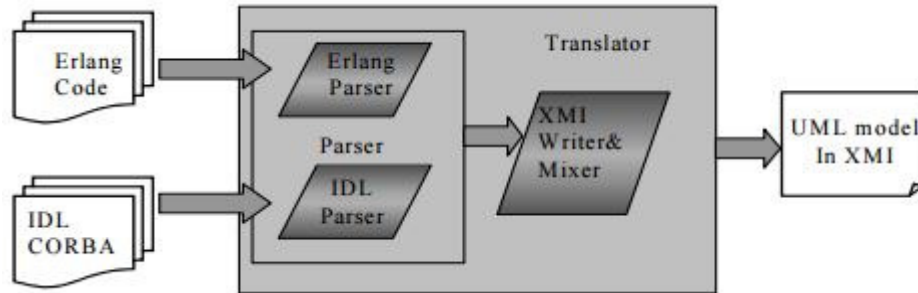 Erlang
Code
IDL
CORBA
Translator
Erlang
Parser
Parser
IDL
Parser
XMI
Writer&
Mixer
UML model
In XMI